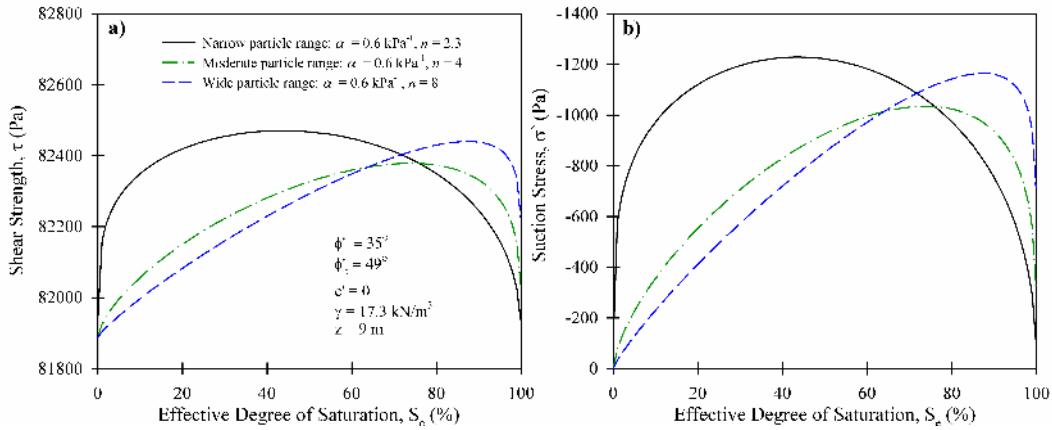 82800
a)
Narrow particle range: α = 0.6 kPa⁻¹, n = 2.3
Moderate particle range: α = 0.6 kPa⁻¹, n = 4
Wide particle range: α = 0.6 kPa⁻¹, n = 8
82600
82400
82200
82000
81800
Shear Strength, τ (Pa)
ϕ' = 35°
= 49°
c' = 0
γ = 17.3 kN/m³
z = 9 m
0 20 40 60 80 100
Effective Degree of Saturation, Sₑ (%)
-1400
b)
-1200
-1000
-800
-600
-400
-200
0
Suction Stress, (Pa)
0 20 40 60 80 100
Effective Degree of Saturation, Sₑ (%)